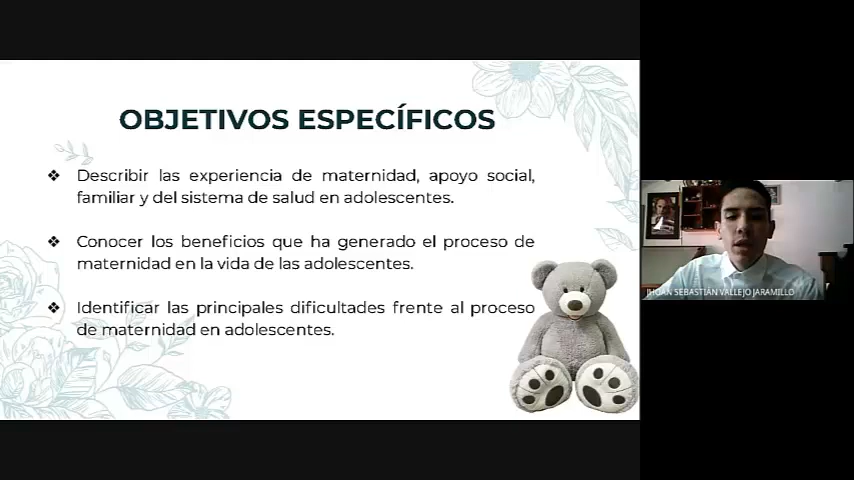 OBJETIVOS ESPECÍFICOS
❖ Describir las experiencia de maternidad, apoyo social,
familiar y del sistema de salud en adolescentes.
❖ Conocer los beneficios que ha generado el proceso de
maternidad en la vida de las adolescentes.
❖ Identificar las principales dificultades frente al proceso
de maternidad en adolescentes.
JHOAN SEBASTIÁN VALLEJO JARAMILLO